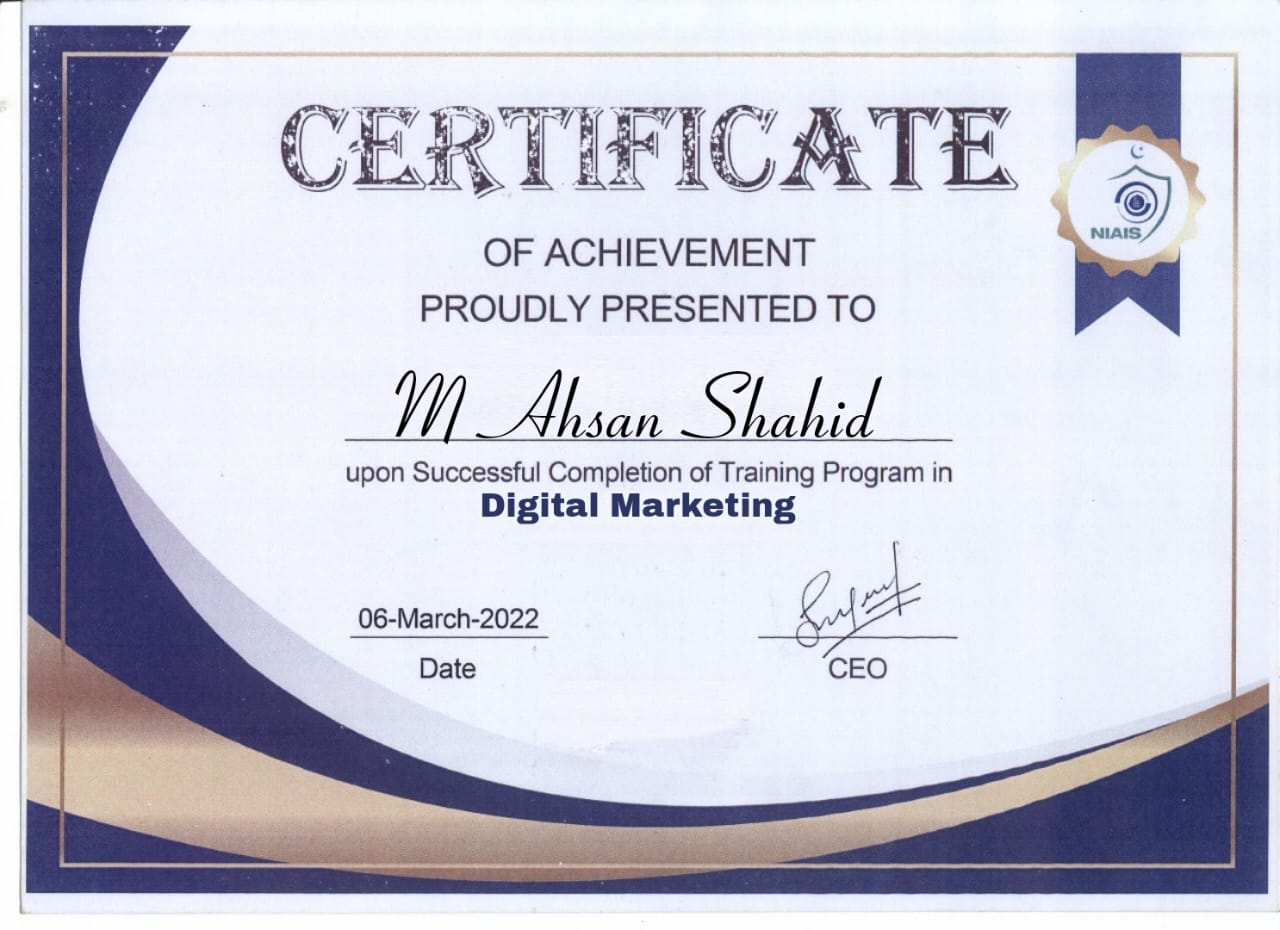 CERTIFICATE
OF ACHIEVEMENT
PROUDLY PRESENTED TO
NIAIS
M Ahsan Shahid
upon Successful Completion of Training Program in
Digital Marketing
06-March-2022
Date
CEO